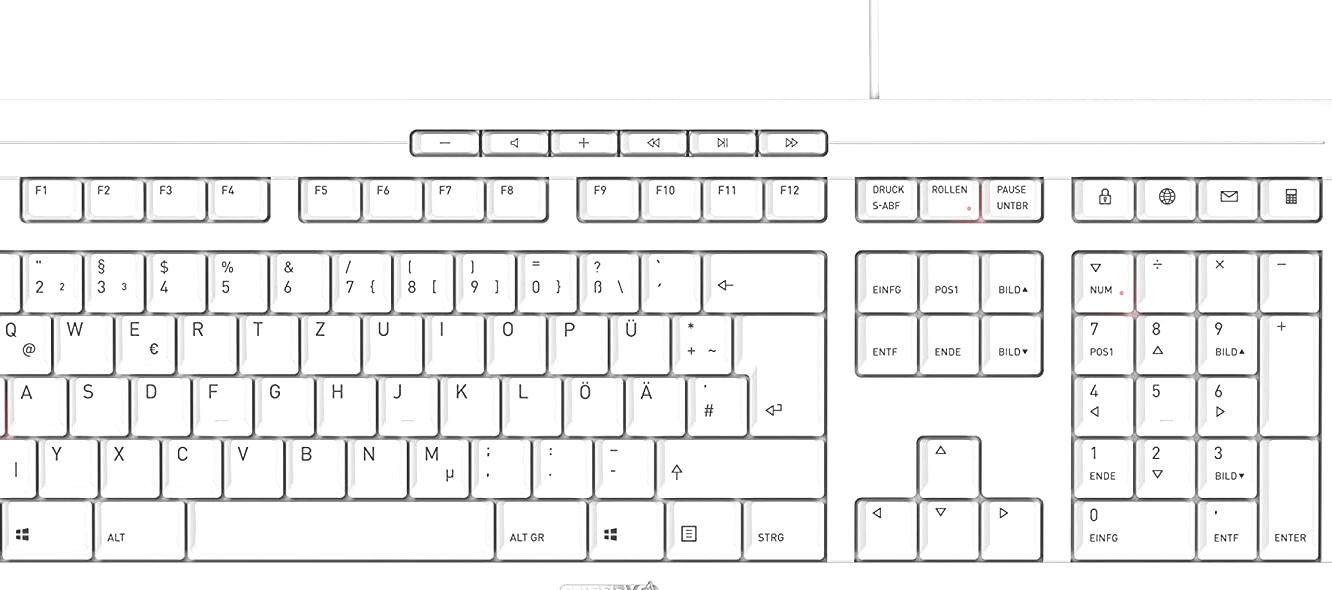 F1 F2 F3 F4 F5 F6 F7 F8 F9 F10 F11 F12 DRUCK ROLLEN PAUSE
S-ABF UNTBR
" § $ % & / ( ) = ? `
2 2 3 3 4 5 6 7 { 8 [ 9 ] 0 } ß \ ´ EINFG POS1 BILD▲ NUM ÷ × −
Q W E R T Z U I O P Ü * 7 8 9 +
@ € + ~ ENTF ENDE BILD▼ POS1 △ BILD▲
A S D F G H J K L Ö Ä ' 4 5 6
#
Y X C V B N M ; : _ 1 2 3
| µ , . - ENDE BILD▼
0 ,
ALT ALT GR STRG EINFG ENTF ENTER